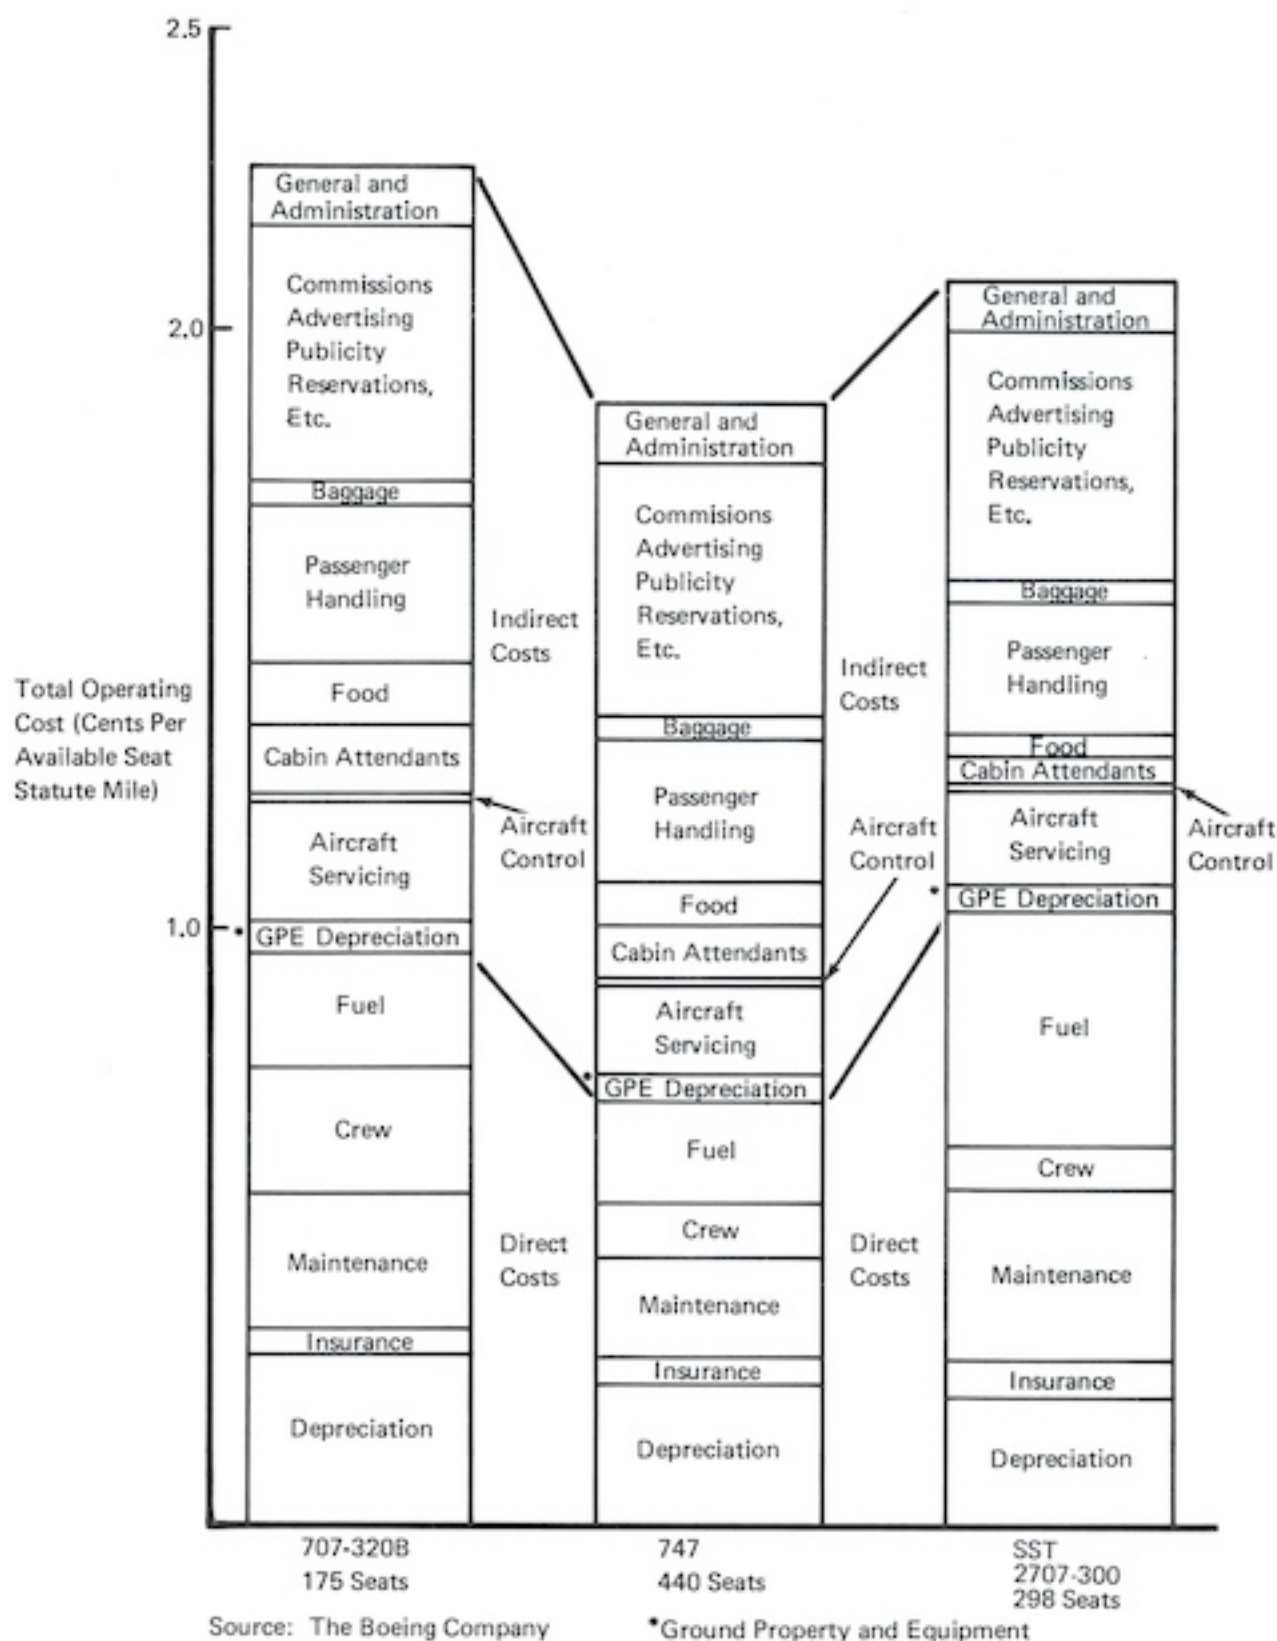 2.5
2.0
1.0
Total Operating
Cost (Cents Per
Available Seat
Statute Mile)
General and
Administration
Commissions
Advertising
Publicity
Reservations,
Etc.
Baggage
Passenger
Handling
Food
Cabin Attendants
Aircraft
Servicing
•GPE Depreciation
Fuel
Crew
Maintenance
Insurance
Depreciation
707-320B
175 Seats
Indirect
Costs
Aircraft
Control
Direct
Costs
General and
Administration
Commisions
Advertising
Publicity
Reservations,
Etc.
Baggage
Passenger
Handling
Food
Cabin Attendants
Aircraft
Servicing
•GPE Depreciation
Fuel
Crew
Maintenance
Insurance
Depreciation
747
440 Seats
Indirect
Costs
Aircraft
Control
Direct
Costs
General and
Administration
Commissions
Advertising
Publicity
Reservations,
Etc.
Baggage
Passenger
Handling
Food
Cabin Attendants
Aircraft
Servicing
•GPE Depreciation
Fuel
Crew
Maintenance
Insurance
Depreciation
SST
2707-300
298 Seats
Aircraft
Control
Source: The Boeing Company
•Ground Property and Equipment